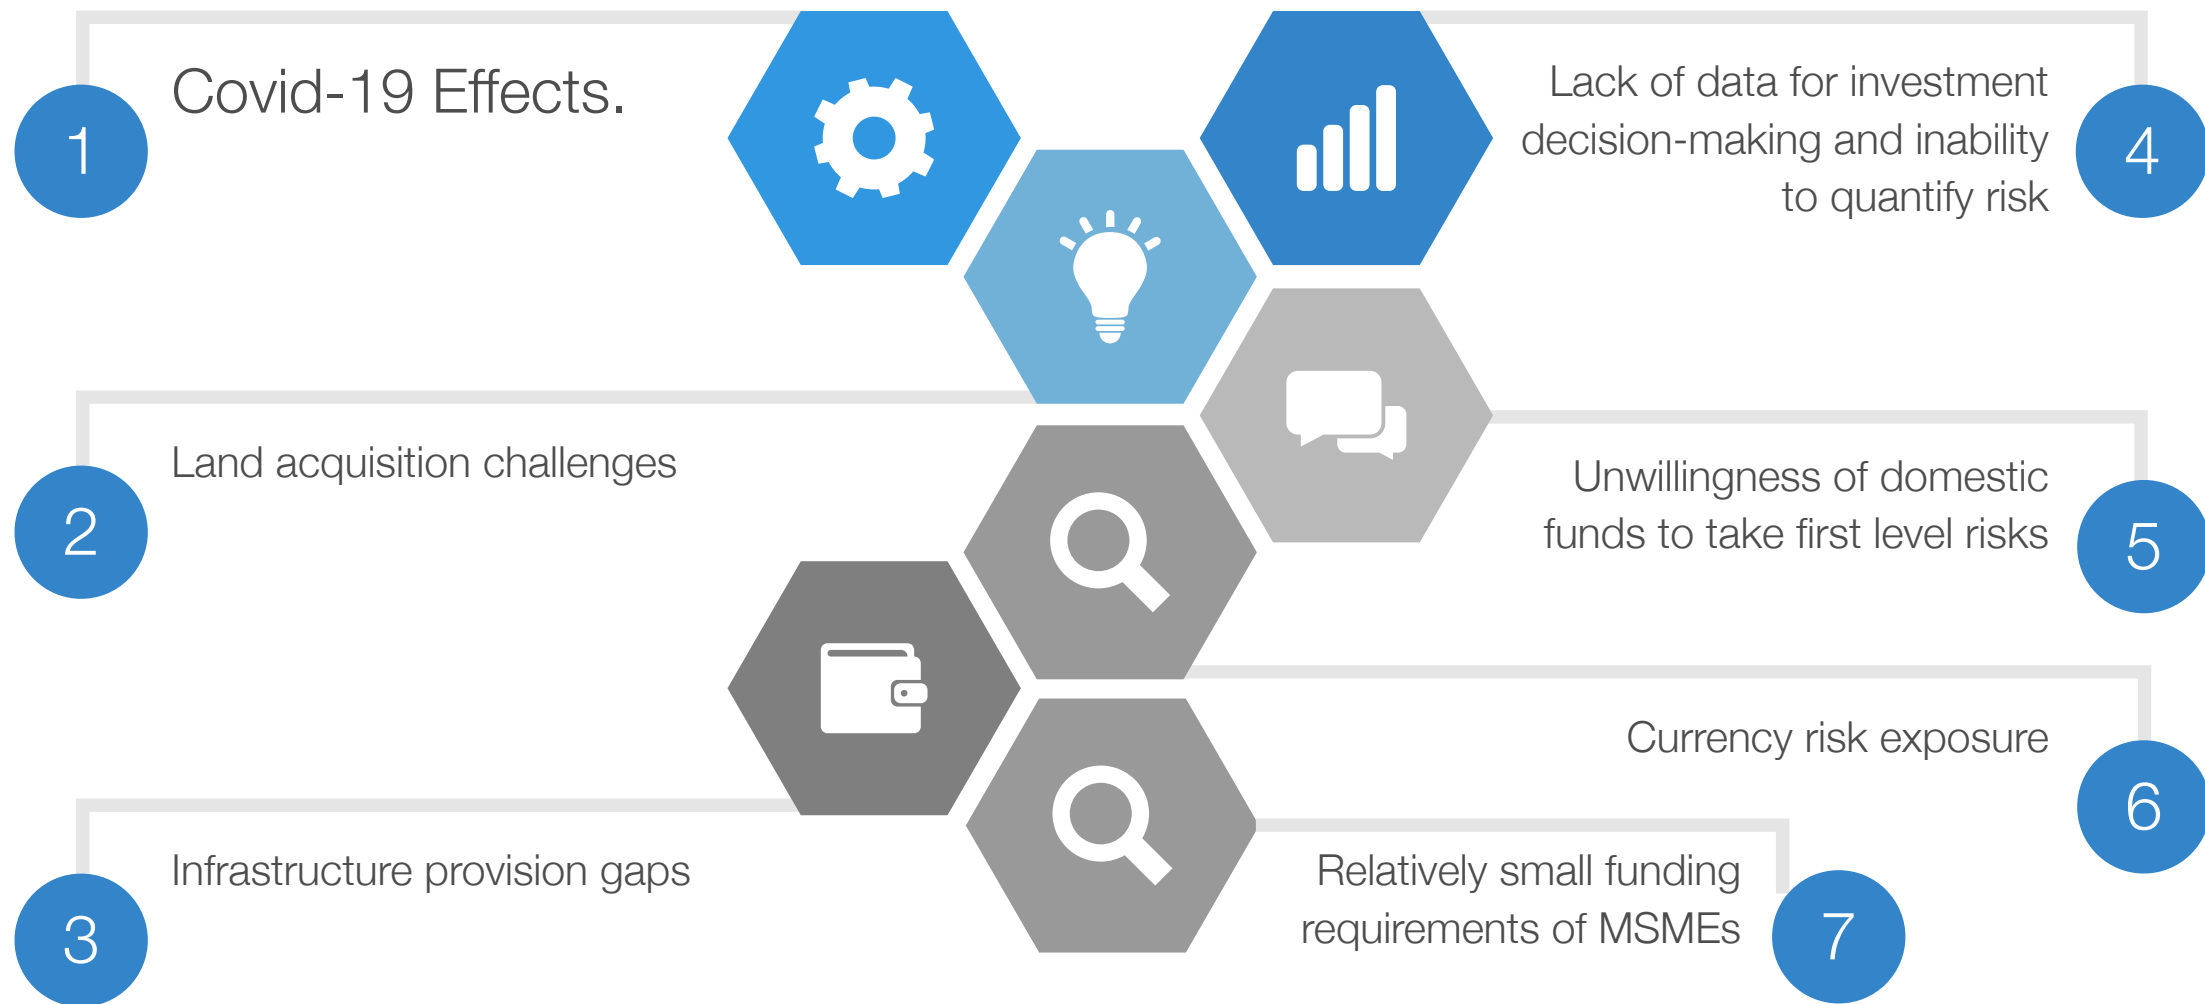 1
Covid-19 Effects.
2
Land acquisition challenges
3
Infrastructure provision gaps
Lack of data for investment
decision-making and inability
to quantify risk
4
Unwillingness of domestic
funds to take first level risks
5
Currency risk exposure
6
Relatively small funding
requirements of MSMEs
7